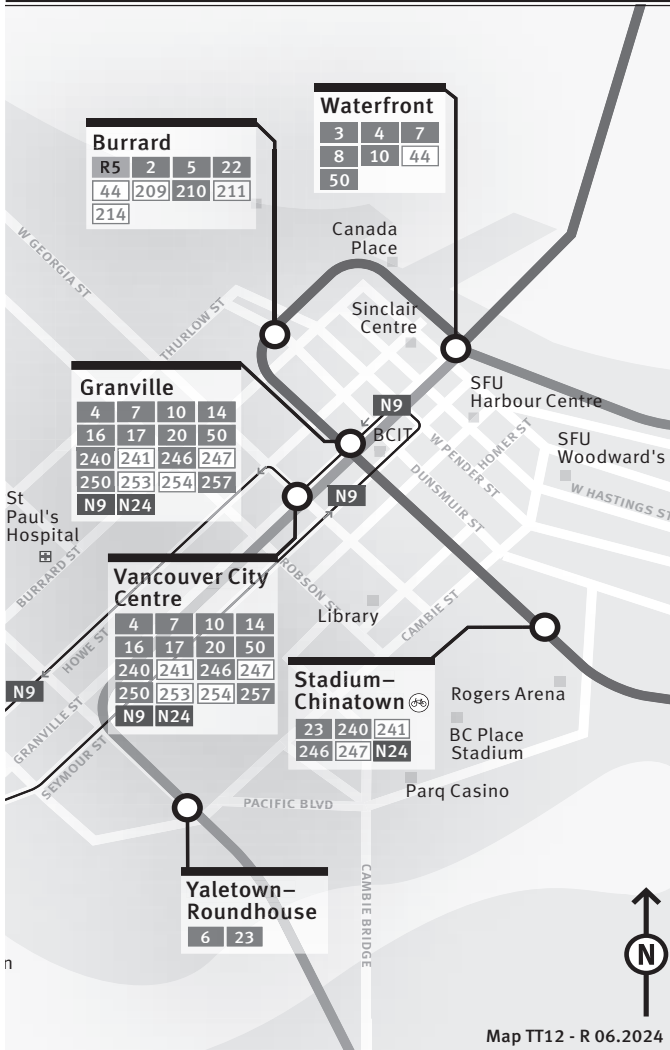 Waterfront
3 4 7
8 10 44
50
Burrard
R5 2 5 22
44 209 210 211
214
Canada
Place
W GEORGIA ST
THURLOW ST
Sinclair
Centre
Granville
4 7 10 14
16 17 20 50
240 241 246 247
250 253 254 257
N9 N24
N9
BCIT
SFU
Harbour Centre
HOMER ST
W PENDER ST
SFU
Woodward's
DUNSMUIR ST
W HASTINGS ST
N9
St
Paul's
Hospital
BURRARD ST
Vancouver City
Centre
4 7 10 14
16 17 20 50
240 241 246 247
250 253 254 257
N9 N24
ROBSON ST
Library
CAMBIE ST
HOWE ST
N9
Stadium–
Chinatown
23 240 241
246 247 N24
Rogers Arena
BC Place
Stadium
Parq Casino
GRANVILLE ST
SEYMOUR ST
PACIFIC BLVD
CAMBIE BRIDGE
Yaletown–
Roundhouse
6 23
n
N
Map TT12 - R 06.2024